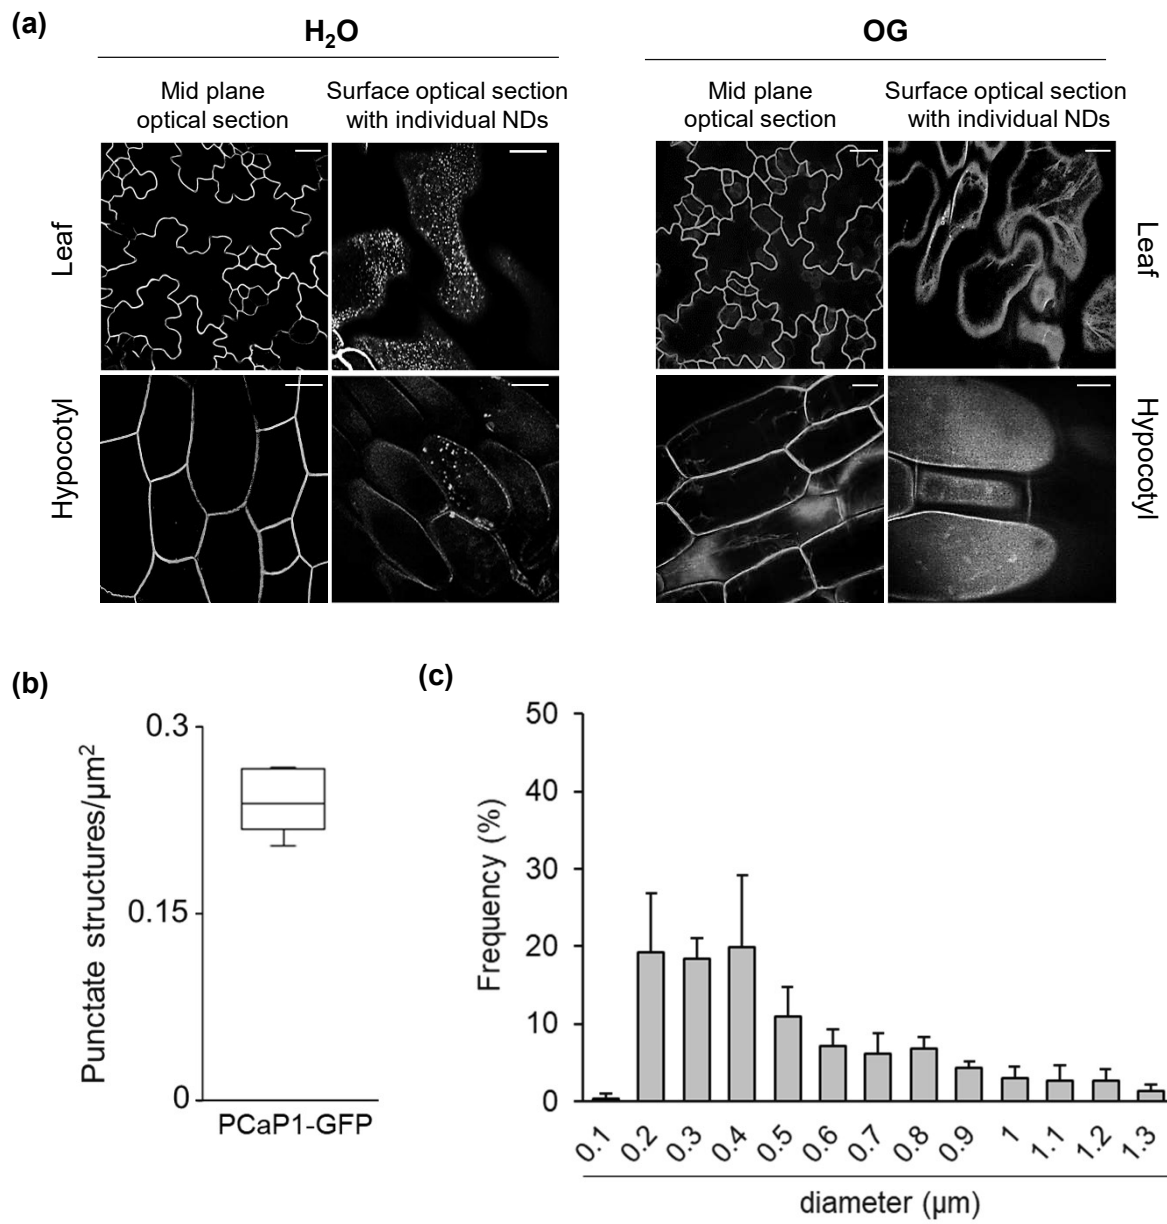 (a)
H₂O
OG
Mid plane
optical section
Surface optical section
with individual NDs
Mid plane
optical section
Surface optical section
with individual NDs
Leaf
Leaf
Hypocotyl
Hypocotyl
(b)
Punctate structures/µm²
0.3
0.15
0
PCaP1-GFP
(c)
Frequency (%)
50
40
30
20
10
0
0.1
0.2
0.3
0.4
0.5
0.6
0.7
0.8
0.9
1
1.1
1.2
1.3
diameter (µm)